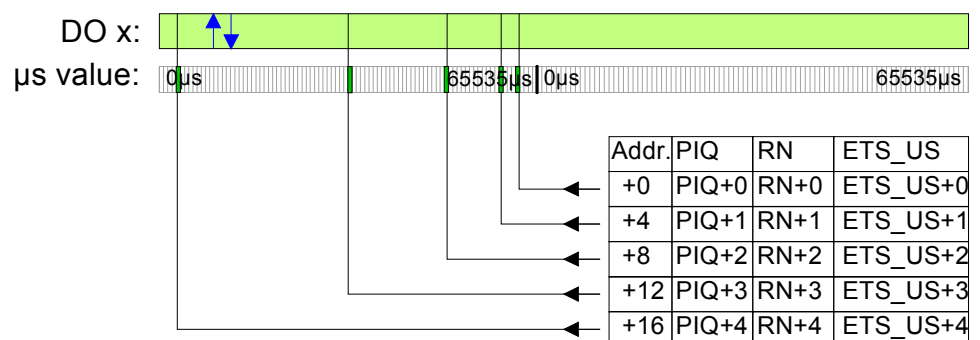 DO x:
µs value: 0µs 65535µs 0µs 65535µs
Addr. PIQ RN ETS_US
+0 PIQ+0 RN+0 ETS_US+0
+4 PIQ+1 RN+1 ETS_US+1
+8 PIQ+2 RN+2 ETS_US+2
+12 PIQ+3 RN+3 ETS_US+3
+16 PIQ+4 RN+4 ETS_US+4